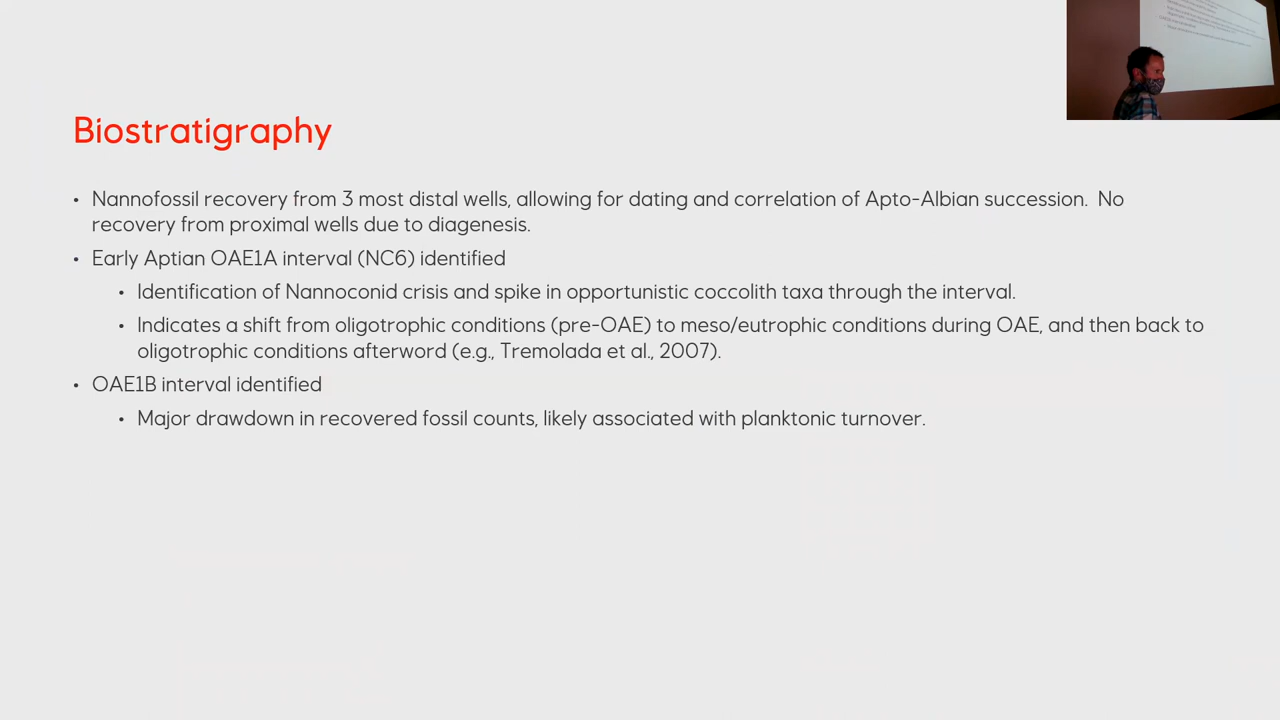 Biostratigraphy
• Nannofossil recovery from 3 most distal wells, allowing for dating and correlation of Apto-Albian succession. No
recovery from proximal wells due to diagenesis.
• Early Aptian OAE1A interval (NC6) identified
• Identification of Nannoconid crisis and spike in opportunistic coccolith taxa through the interval.
• Indicates a shift from oligotrophic conditions (pre-OAE) to meso/eutrophic conditions during OAE, and then back to
oligotrophic conditions afterword (e.g., Tremolada et al., 2007).
• OAE1B interval identified
• Major drawdown in recovered fossil counts, likely associated with planktonic turnover.